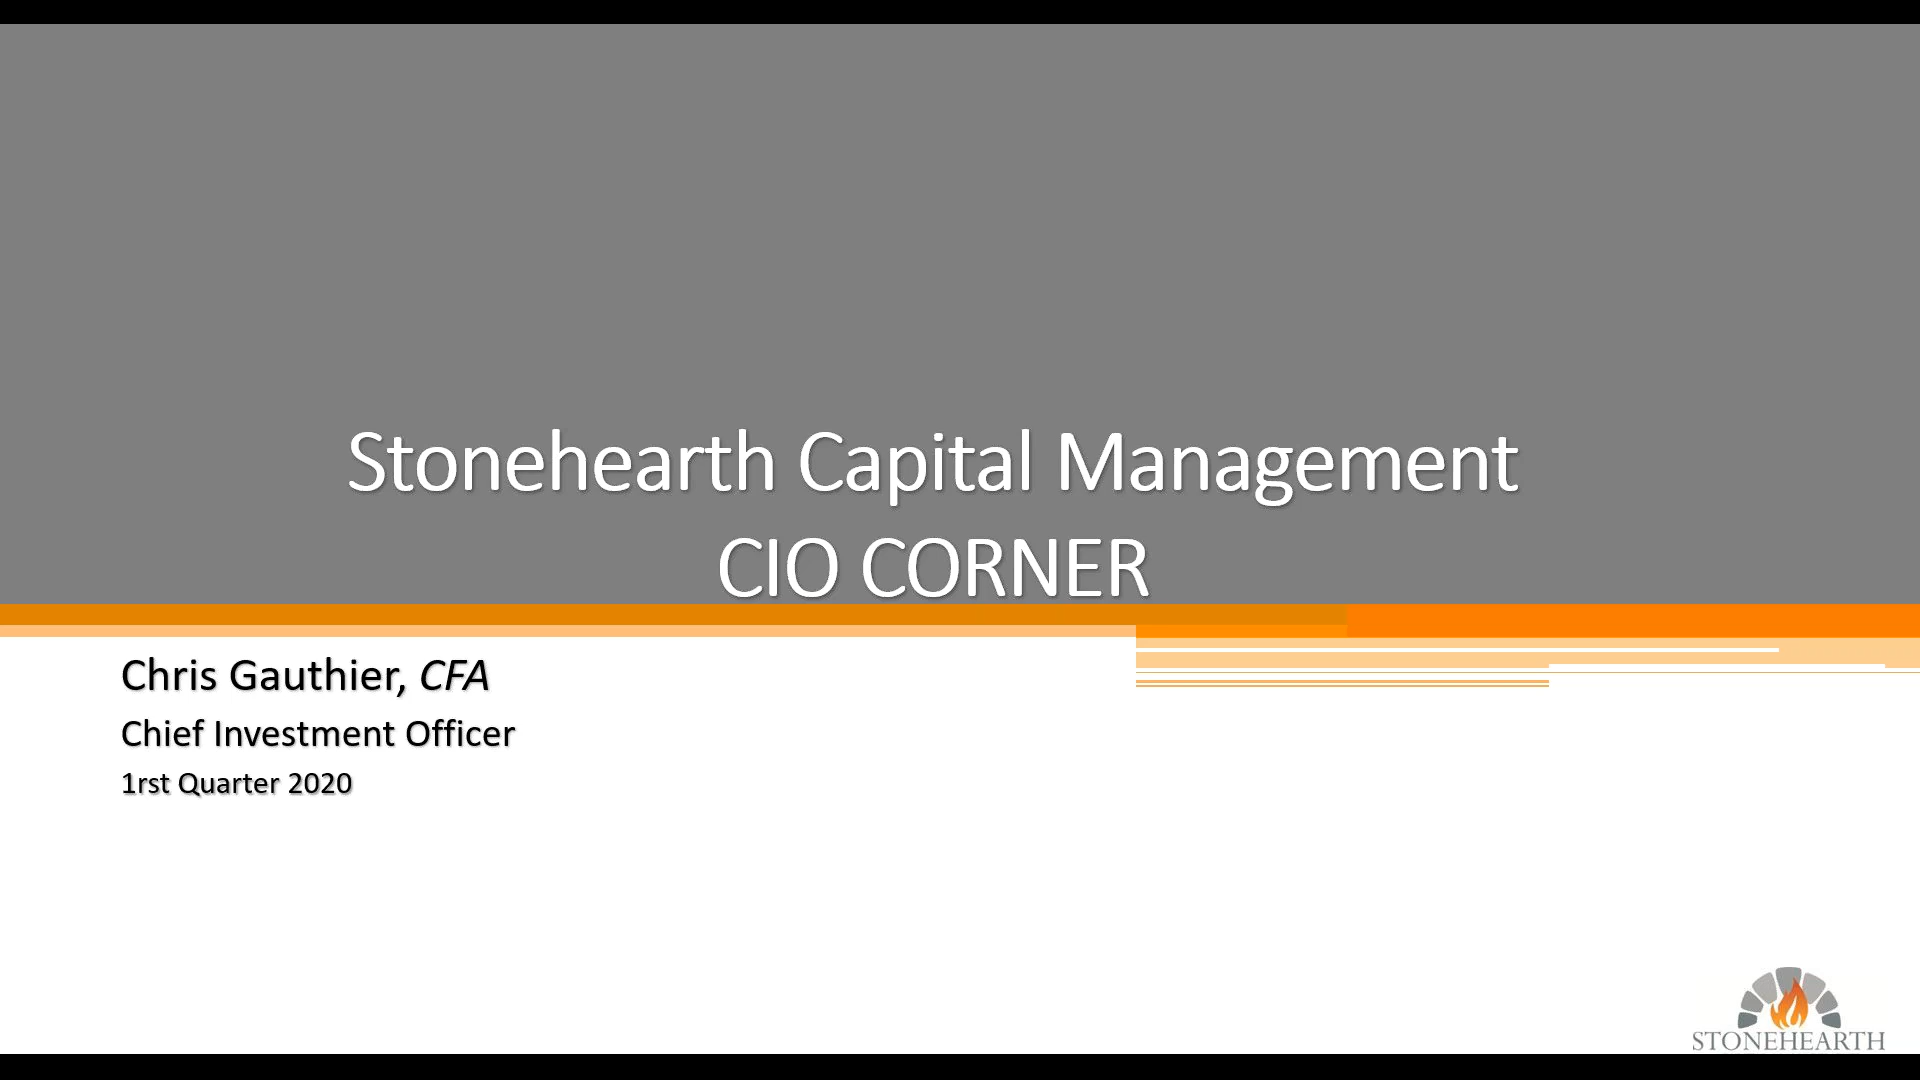 Stonehearth Capital Management
CIO CORNER
Chris Gauthier, CFA
Chief Investment Officer
1rst Quarter 2020
STONEHEARTH